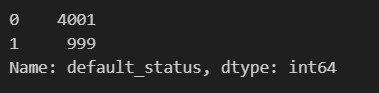 0    4001
1     999
Name: default_status, dtype: int64